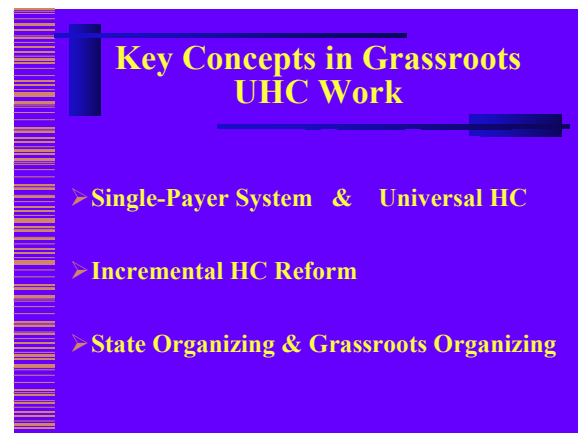 Key Concepts in Grassroots
UHC Work
➢Single-Payer System & Universal HC
➢Incremental HC Reform
➢State Organizing & Grassroots Organizing